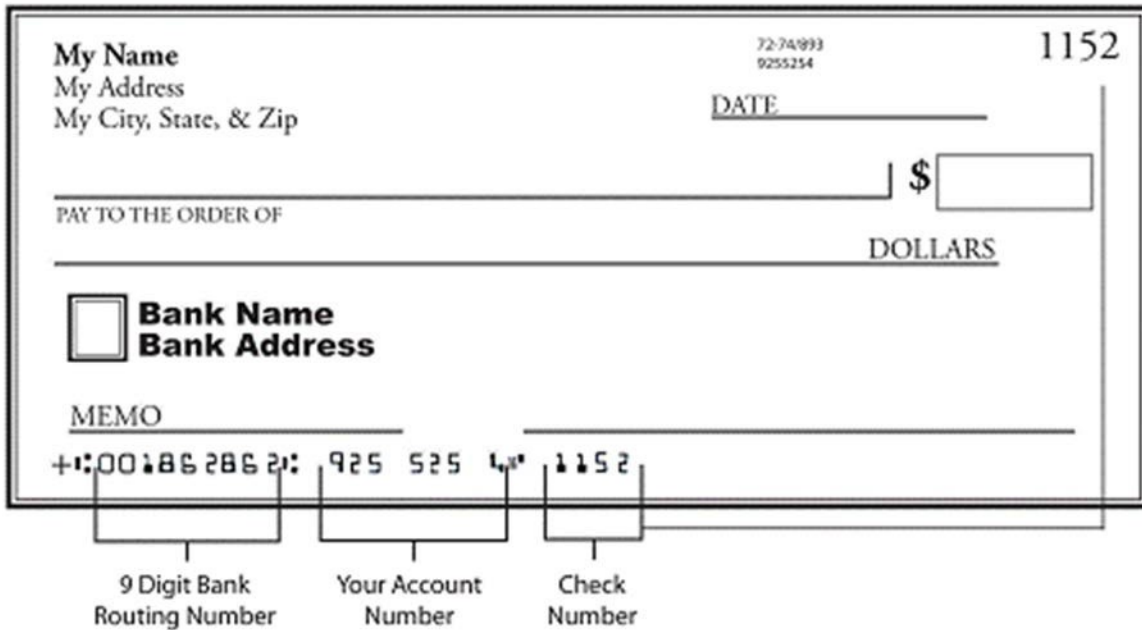 My Name
My Address
My City, State, & Zip
72-74/893
9255254
1152
DATE
$
PAY TO THE ORDER OF
DOLLARS
Bank Name
Bank Address
MEMO
001862862 925 525 1152
9 Digit Bank
Routing Number
Your Account
Number
Check
Number